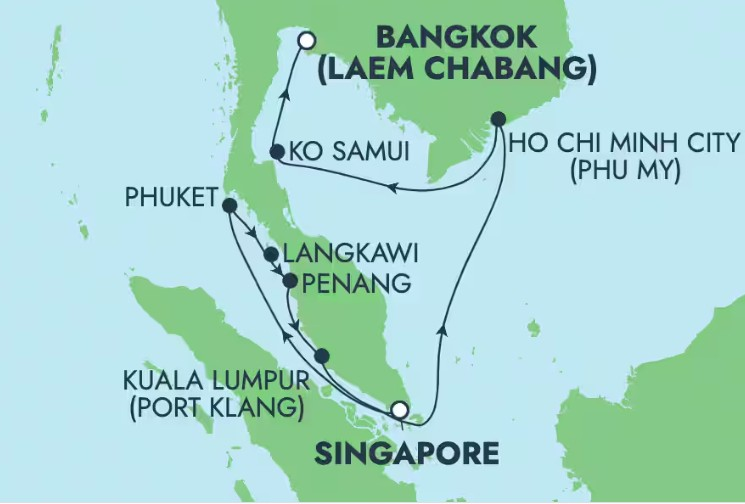 BANGKOK
(LAEM CHABANG)
HO CHI MINH CITY
(PHU MY)
KO SAMUI
PHUKET
LANGKAWI
PENANG
KUALA LUMPUR
(PORT KLANG)
SINGAPORE